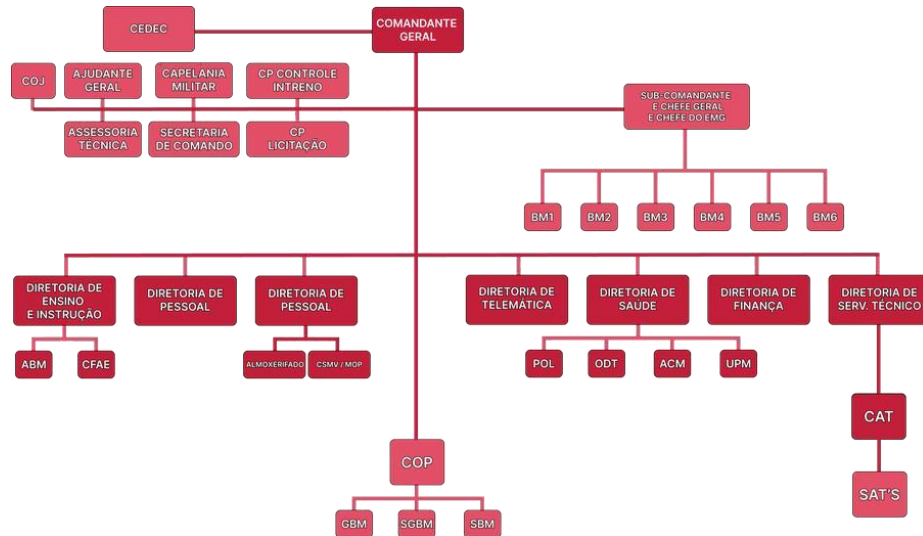 CEDEC
COMANDANTE
GERAL
COJ
AJUDANTE
GERAL
CAPELANIA
MILITAR
CP CONTROLE
INTRENO
ASSESSORIA
TÉCNICA
SECRETARIA
DE COMANDO
CP
LICITAÇÃO
SUB-COMANDANTE
E CHEFE GERAL
E CHEFE DO EMG
BM1
BM2
BM3
BM4
BM5
BM6
DIRETORIA DE
ENSINO
E INSTRUÇÃO
DIRETORIA DE
PESSOAL
DIRETORIA DE
PESSOAL
DIRETORIA DE
TELEMÁTICA
DIRETORIA DE
SAÚDE
DIRETORIA DE
FINANÇA
DIRETORIA DE
SERV. TÉCNICO
ABM
CFAE
ALMOXERIFADO
CSMV / MOP
POL
ODT
ACM
UPM
CAT
SAT'S
COP
GBM
SGBM
SBM